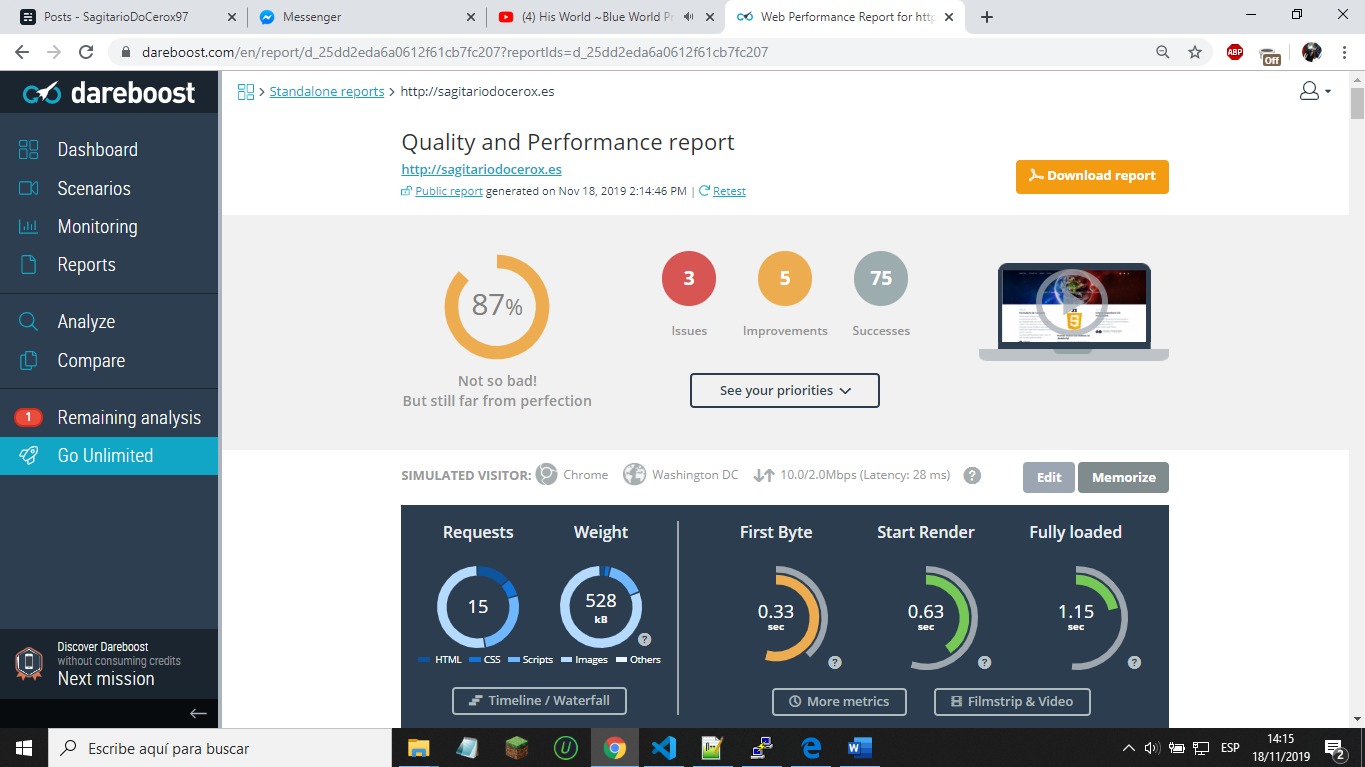 Posts - SagitarioDoCerox97
Messenger
(4) His World ~Blue World Pr
Web Performance Report for http
dareboost.com/en/report/d_25dd2eda6a0612f61cb7fc207?reportIds=d_25dd2eda6a0612f61cb7fc207
ABP
Off
dareboost
Standalone reports > http://sagitariodocerox.es
Dashboard
Scenarios
Monitoring
Reports
Analyze
Compare
1 Remaining analysis
Go Unlimited
Discover Dareboost
without consuming credits
Next mission
Quality and Performance report
http://sagitariodocerox.es
Public report generated on Nov 18, 2019 2:14:46 PM | Retest
Download report
87%
Not so bad!
But still far from perfection
3
Issues
5
Improvements
75
Successes
See your priorities
JS
SIMULATED VISITOR: Chrome Washington DC 10.0/2.0Mbps (Latency: 28 ms) ?
Edit
Memorize
Requests
15
Weight
528
kB
?
HTML CSS Scripts Images Others
Timeline / Waterfall
First Byte
0.33
sec
?
Start Render
0.63
sec
?
Fully loaded
1.15
sec
?
More metrics
Filmstrip & Video
Escribe aquí para buscar
ESP
14:15
18/11/2019
2